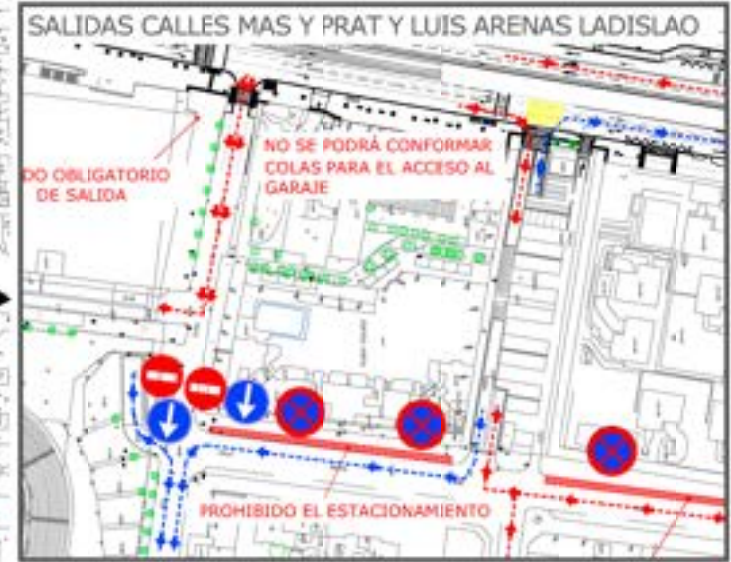 SALIDAS CALLES MAS Y PRAT Y LUIS ARENAS LADISLAO
NO SE PODRÁ CONFORMAR
COLAS PARA EL ACCESO AL
GARAJE
DO OBLIGATORIO
DE SALIDA
PROHIBIDO EL ESTACIONAMIENTO